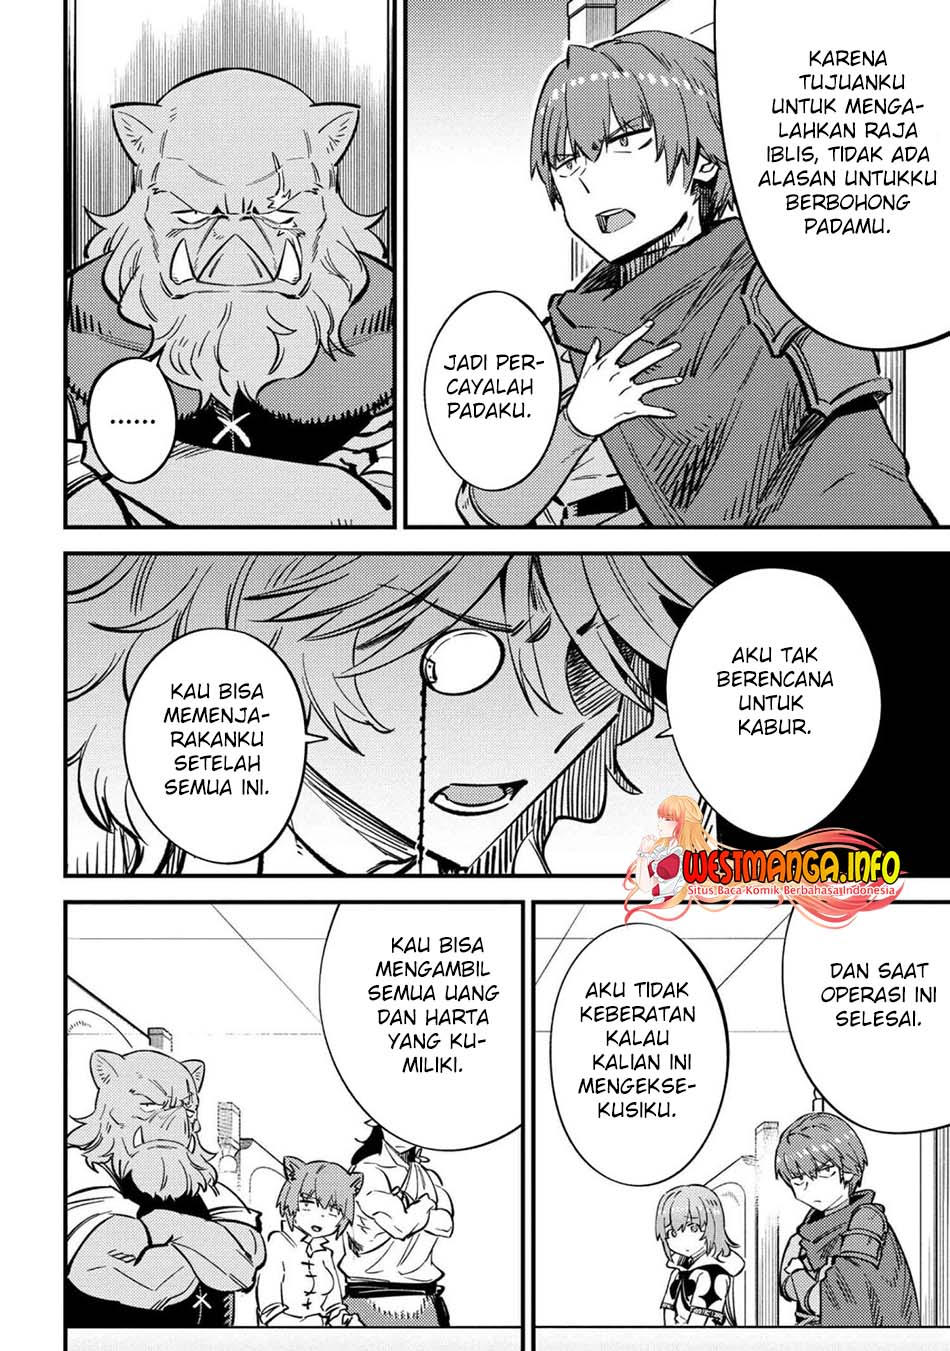 KARENA
TUJUANKU
UNTUK MENGA-
LAHKAN RAJA
IBLIS, TIDAK ADA
ALASAN UNTUKKU
BERBOHONG
PADAMU.
JADI PER-
CAYALAH
PADAKU.
......
AKU TAK
BERENCANA
UNTUK
KABUR.
KAU BISA
MEMENJA-
RAKANKU
SETELAH
SEMUA INI.
WESTMANGA.INFO
Situs Baca Komik Berbahasa Indonesia
DAN SAAT
OPERASI INI
SELESAI.
AKU TIDAK
KEBERATAN
KALAU
KALIAN INI
MENGEKSE-
KUSIKU.
KAU BISA
MENGAMBIL
SEMUA UANG
DAN HARTA
YANG KU-
MILIKI.